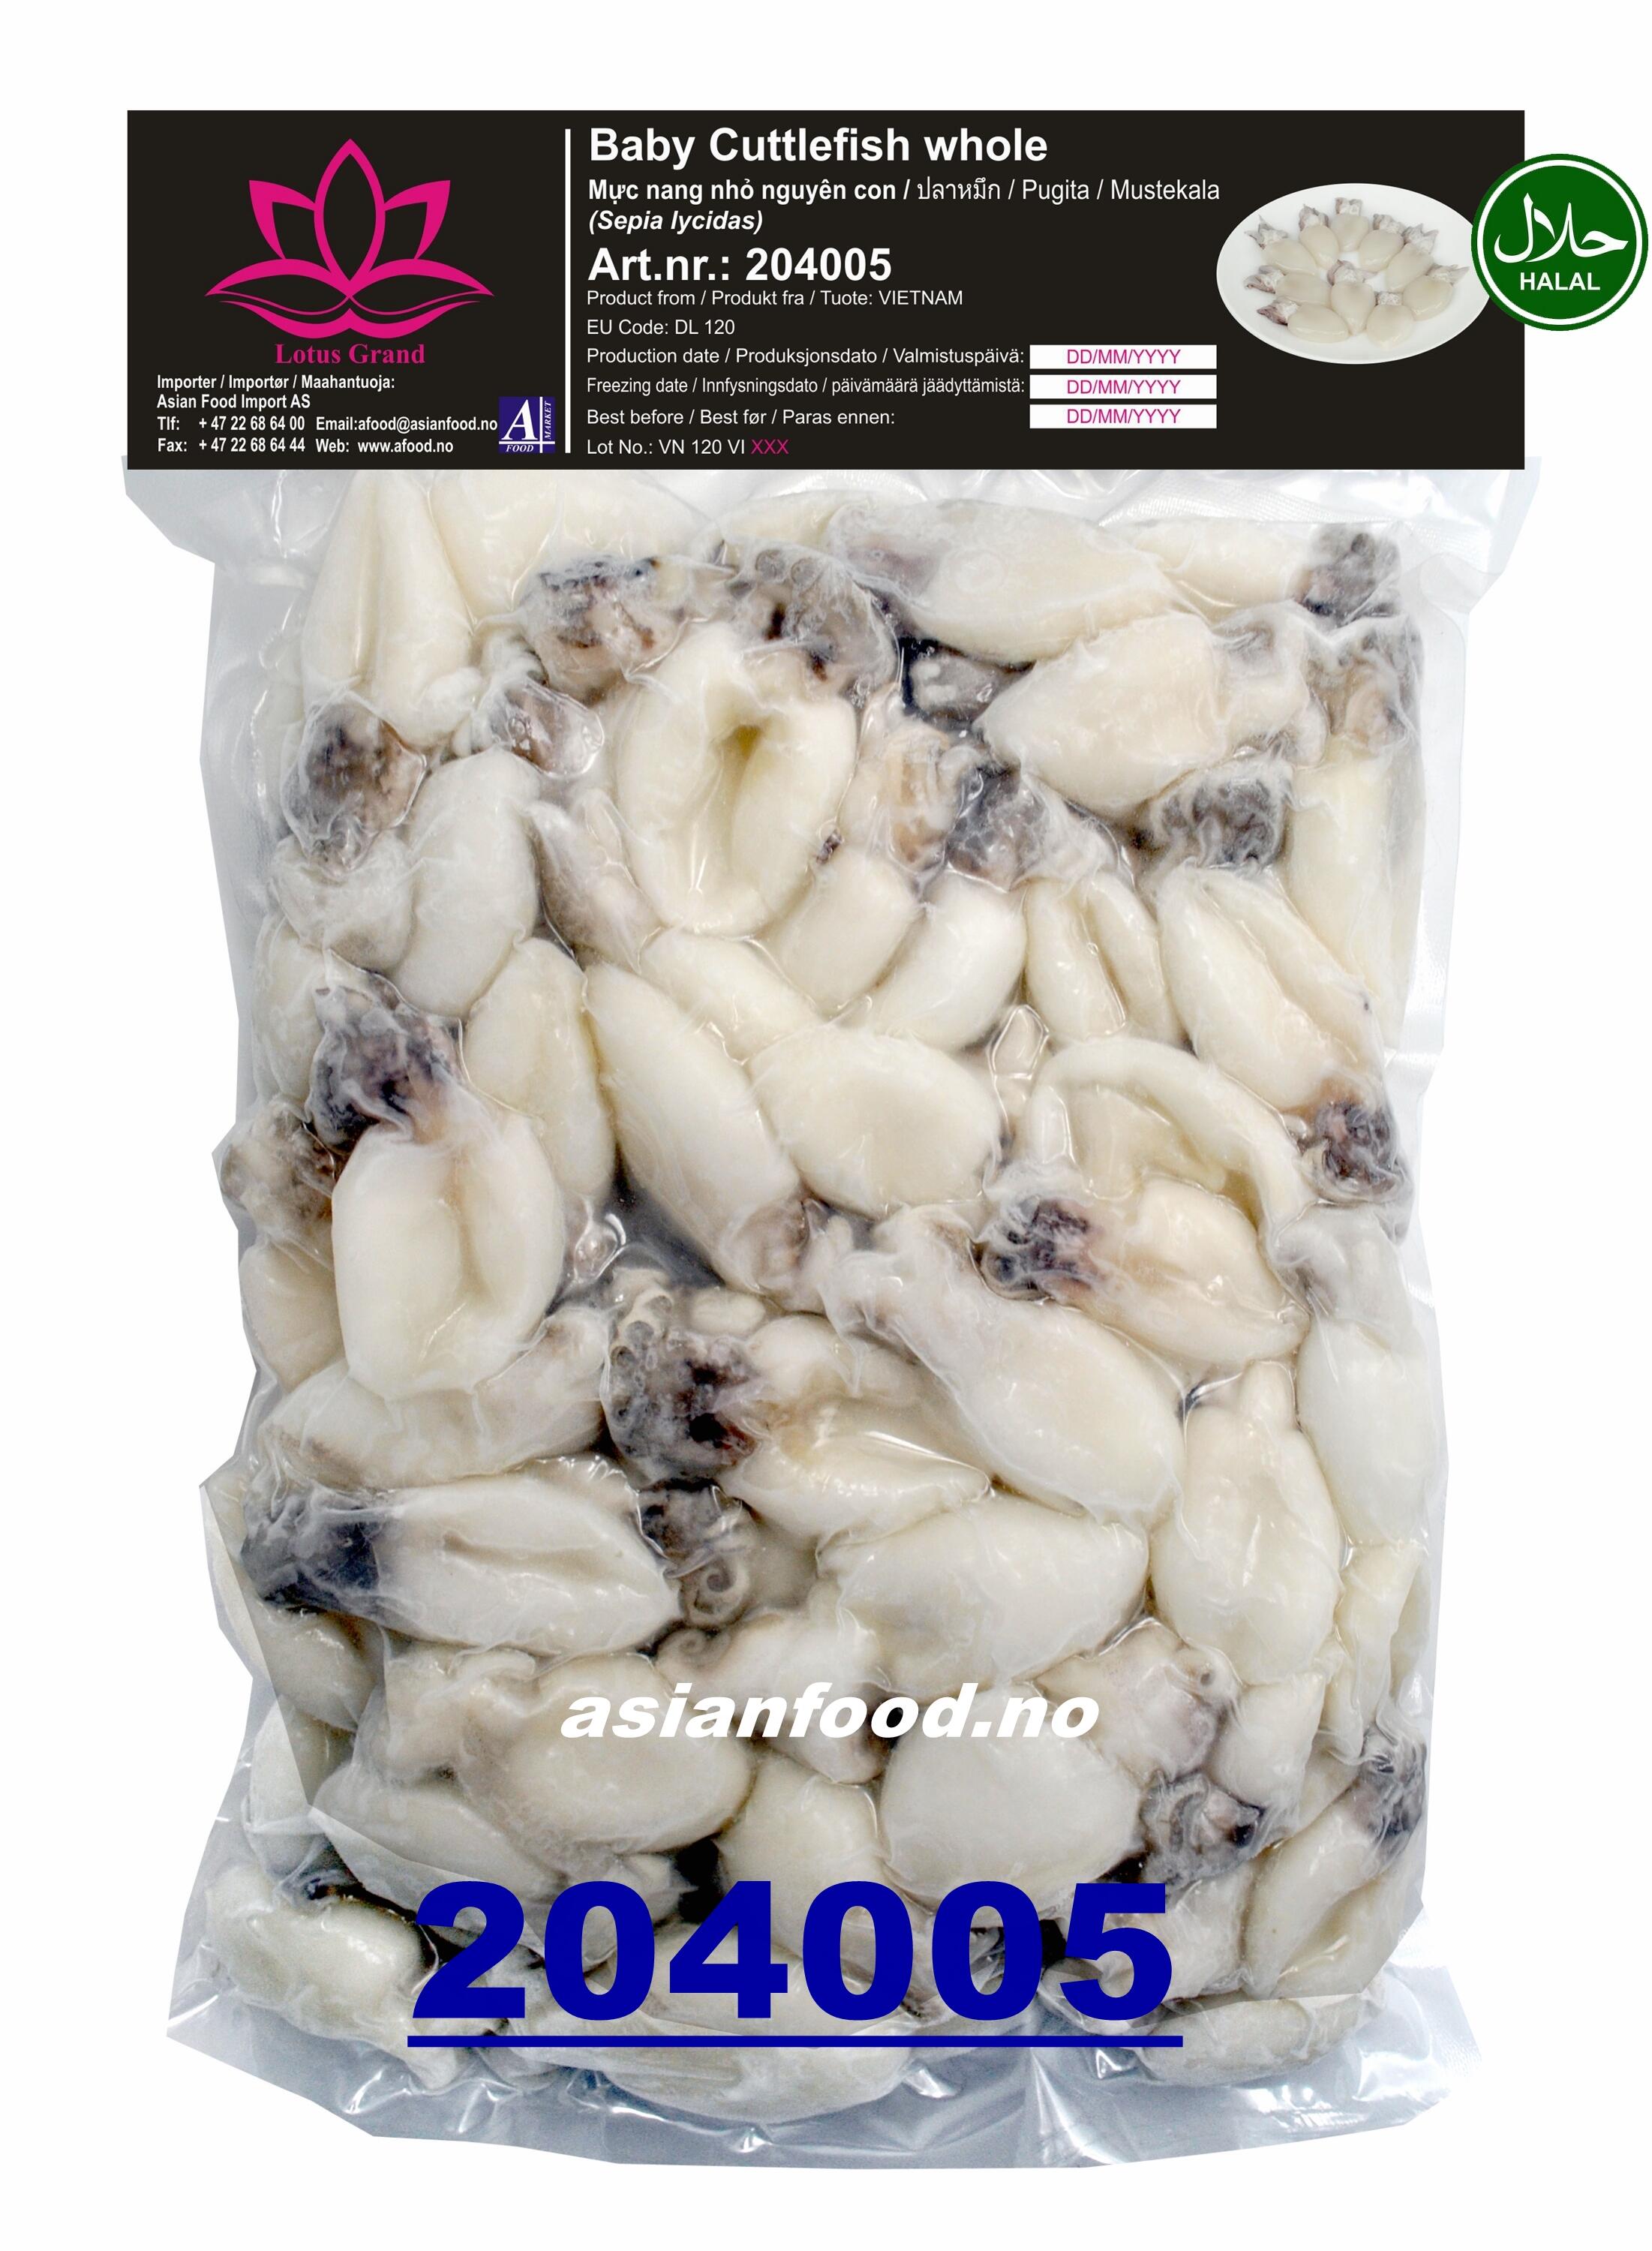 Lotus Grand
Importer / Importør / Maahantuoja:
Asian Food Import AS
Tlf: + 47 22 68 64 00 Email:afood@asianfood.no
Fax: + 47 22 68 64 44 Web: www.afood.no
A
FOOD
MARKET
Baby Cuttlefish whole
Mực nang nhỏ nguyên con / ปลาหมึก / Pugita / Mustekala
(Sepia lycidas)
Art.nr.: 204005
Product from / Produkt fra / Tuote: VIETNAM
EU Code: DL 120
Production date / Produksjonsdato / Valmistuspäivä: DD/MM/YYYY
Freezing date / Innfysningsdato / päivämäärä jäädyttämistä: DD/MM/YYYY
Best before / Best før / Paras ennen: DD/MM/YYYY
Lot No.: VN 120 VI XXX
حلال
HALAL
asianfood.no
204005